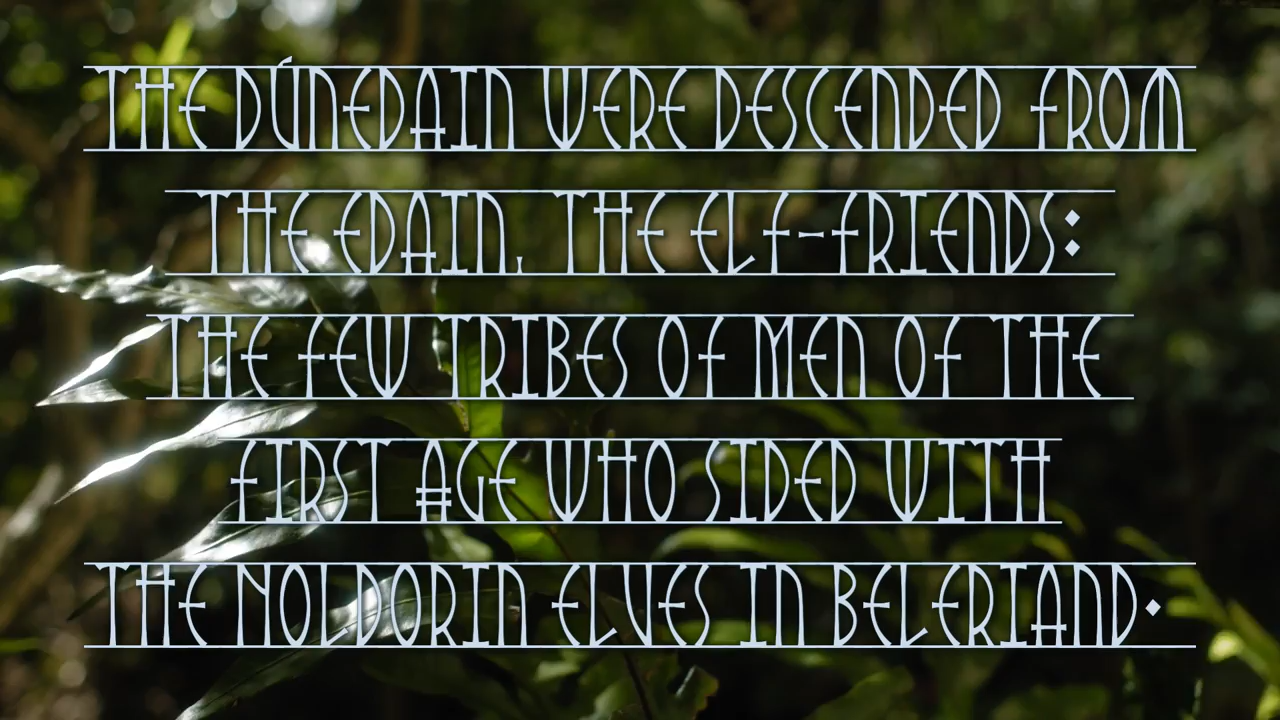 THE DÚNEDAIN WERE DESCENDED FROM
THE EDAIN, THE ELF-FRIENDS:
THE FEW TRIBES OF MEN OF THE
FIRST AGE WHO SIDED WITH
THE NOLDORIN ELVES IN BELERIAND.